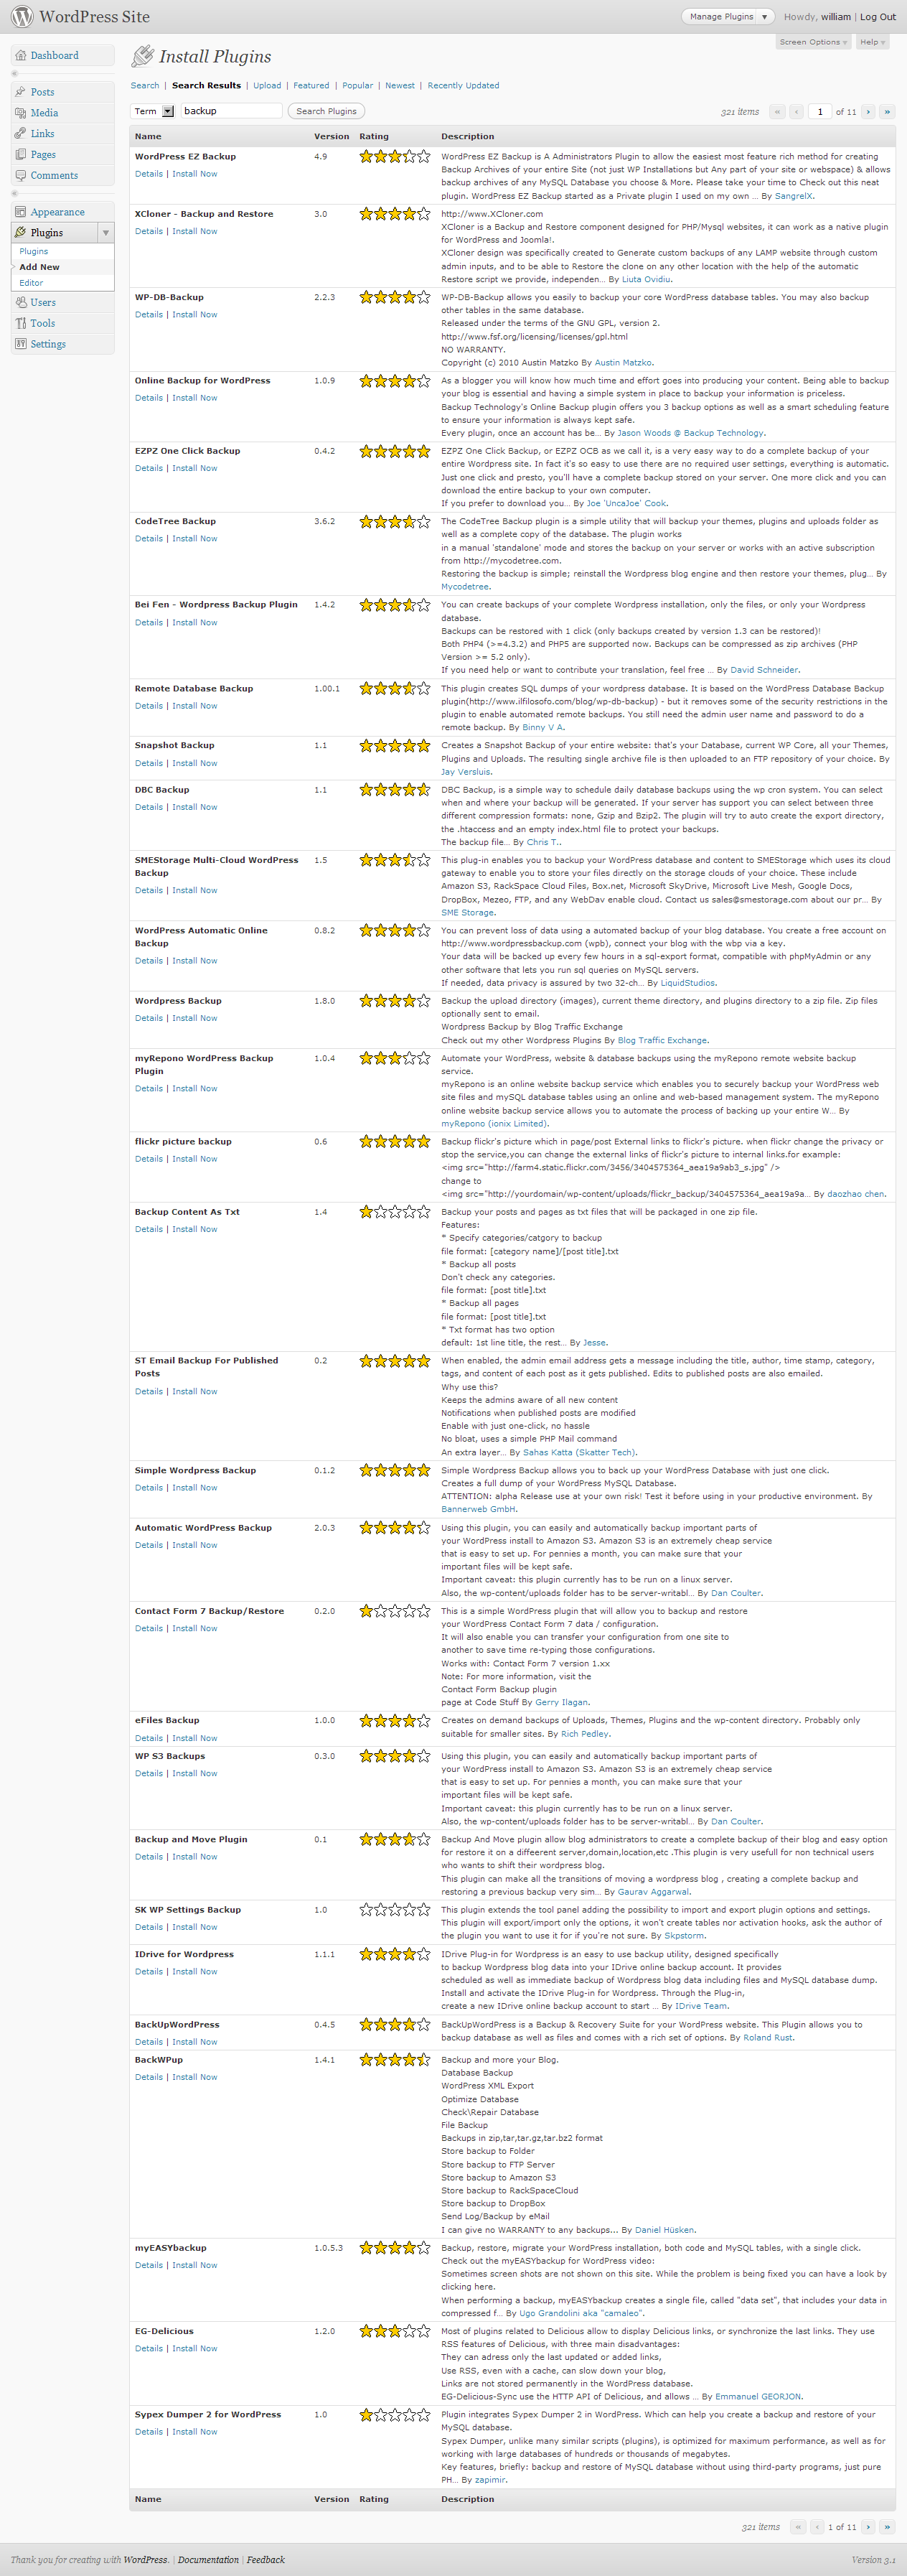 WordPress Site
Manage Plugins
Howdy, william | Log Out
Screen Options
Help
Dashboard
Posts
Media
Links
Pages
Comments
Appearance
Plugins
Plugins
Add New
Editor
Users
Tools
Settings
Install Plugins
Search | Search Results | Upload | Featured | Popular | Newest | Recently Updated
Term backup Search Plugins
321 items « ‹ 1 of 11 › »
Name Version Rating Description
WordPress EZ Backup 4.9
Details | Install Now
WordPress EZ Backup is A Administrators Plugin to allow the easiest most feature rich method for creating
Backup Archives of your entire Site (not just WP Installations but Any part of your site or webspace) & allows
backup archives of any MySQL Database you choose & More. Please take your time to Check out this neat
plugin. WordPress EZ Backup started as a Private plugin I used on my own ... By SangrelX.
XCloner - Backup and Restore 3.0
Details | Install Now
http://www.XCloner.com
XCloner is a Backup and Restore component designed for PHP/Mysql websites, it can work as a native plugin
for WordPress and Joomla!.
XCloner design was specifically created to Generate custom backups of any LAMP website through custom
admin inputs, and to be able to Restore the clone on any other location with the help of the automatic
Restore script we provide, independen... By Liuta Ovidiu.
WP-DB-Backup 2.2.3
Details | Install Now
WP-DB-Backup allows you easily to backup your core WordPress database tables. You may also backup
other tables in the same database.
Released under the terms of the GNU GPL, version 2.
http://www.fsf.org/licensing/licenses/gpl.html
NO WARRANTY.
Copyright (c) 2010 Austin Matzko By Austin Matzko.
Online Backup for WordPress 1.0.9
Details | Install Now
As a blogger you will know how much time and effort goes into producing your content. Being able to backup
your blog is essential and having a simple system in place to backup your information is priceless.
Backup Technology's Online Backup plugin offers you 3 backup options as well as a smart scheduling feature
to ensure your information is always kept safe.
Every plugin, once an account has be... By Jason Woods @ Backup Technology.
EZPZ One Click Backup 0.4.2
Details | Install Now
EZPZ One Click Backup, or EZPZ OCB as we call it, is a very easy way to do a complete backup of your
entire Wordpress site. In fact it's so easy to use there are no required user settings, everything is automatic.
Just one click and presto, you'll have a complete backup stored on your server. One more click and you can
download the entire backup to your own computer.
If you prefer to download you... By Joe 'UncaJoe' Cook.
CodeTree Backup 3.6.2
Details | Install Now
The CodeTree Backup plugin is a simple utility that will backup your themes, plugins and uploads folder as
well as a complete copy of the database. The plugin works
in a manual 'standalone' mode and stores the backup on your server or works with an active subscription
from http://mycodetree.com.
Restoring the backup is simple; reinstall the Wordpress blog engine and then restore your themes, plug... By
Mycodetree.
Bei Fen - Wordpress Backup Plugin 1.4.2
Details | Install Now
You can create backups of your complete Wordpress installation, only the files, or only your Wordpress
database.
Backups can be restored with 1 click (only backups created by version 1.3 can be restored)!
Both PHP4 (>=4.3.2) and PHP5 are supported now. Backups can be compressed as zip archives (PHP
Version >= 5.2 only).
If you need help or want to contribute your translation, feel free ... By David Schneider.
Remote Database Backup 1.00.1
Details | Install Now
This plugin creates SQL dumps of your wordpress database. It is based on the WordPress Database Backup
plugin(http://www.ilfilosofo.com/blog/wp-db-backup) - but it removes some of the security restrictions in the
plugin to enable automated remote backups. You still need the admin user name and password to do a
remote backup. By Binny V A.
Snapshot Backup 1.1
Details | Install Now
Creates a Snapshot Backup of your entire website: that's your Database, current WP Core, all your Themes,
Plugins and Uploads. The resulting single archive file is then uploaded to an FTP repository of your choice. By
Jay Versluis.
DBC Backup 1.1
Details | Install Now
DBC Backup, is a simple way to schedule daily database backups using the wp cron system. You can select
when and where your backup will be generated. If your server has support you can select between three
different compression formats: none, Gzip and Bzip2. The plugin will try to auto create the export directory,
the .htaccess and an empty index.html file to protect your backups.
The backup file... By Chris T..
SMEStorage Multi-Cloud WordPress 1.5
Backup
Details | Install Now
This plug-in enables you to backup your WordPress database and content to SMEStorage which uses its cloud
gateway to enable you to store your files directly on the storage clouds of your choice. These include
Amazon S3, RackSpace Cloud Files, Box.net, Microsoft SkyDrive, Microsoft Live Mesh, Google Docs,
DropBox, Mezeo, FTP, and any WebDav enable cloud. Contact us sales@smestorage.com about our pr... By
SME Storage.
WordPress Automatic Online 0.8.2
Backup
Details | Install Now
You can prevent loss of data using a automated backup of your blog database. You create a free account on
http://www.wordpressbackup.com (wpb), connect your blog with the wbp via a key.
Your data will be backed up every few hours in a sql-export format, compatible with phpMyAdmin or any
other software that lets you run sql queries on MySQL servers.
If needed, data privacy is assured by two 32-ch... By LiquidStudios.
Wordpress Backup 1.8.0
Details | Install Now
Backup the upload directory (images), current theme directory, and plugins directory to a zip file. Zip files
optionally sent to email.
Wordpress Backup by Blog Traffic Exchange
Check out my other Wordpress Plugins By Blog Traffic Exchange.
myRepono WordPress Backup 1.0.4
Plugin
Details | Install Now
Automate your WordPress, website & database backups using the myRepono remote website backup
service.
myRepono is an online website backup service which enables you to securely backup your WordPress web
site files and mySQL database tables using an online and web-based management system. The myRepono
online website backup service allows you to automate the process of backing up your entire W... By
myRepono (ionix Limited).
flickr picture backup 0.6
Details | Install Now
Backup flickr's picture which in page/post External links to flickr's picture. when flickr change the privacy or
stop the service,you can change the external links of flickr's picture to internal links.for example:
<img src="http://farm4.static.flickr.com/3456/3404575364_aea19a9ab3_s.jpg" />
change to
<img src="http://yourdomain/wp-content/uploads/flickr_backup/3404575364_aea19a9a... By daozhao chen.
Backup Content As Txt 1.4
Details | Install Now
Backup your posts and pages as txt files that will be packaged in one zip file.
Features:
* Specify categories/catgory to backup
file format: [category name]/[post title].txt
* Backup all posts
Don't check any categories.
file format: [post title].txt
* Backup all pages
file format: [post title].txt
* Txt format has two option
default: 1st line title, the rest... By Jesse.
ST Email Backup For Published 0.2
Posts
Details | Install Now
When enabled, the admin email address gets a message including the title, author, time stamp, category,
tags, and content of each post as it gets published. Edits to published posts are also emailed.
Why use this?
Keeps the admins aware of all new content
Notifications when published posts are modified
Enable with just one-click, no hassle
No bloat, uses a simple PHP Mail command
An extra layer... By Sahas Katta (Skatter Tech).
Simple Wordpress Backup 0.1.2
Details | Install Now
Simple Wordpress Backup allows you to back up your WordPress Database with just one click.
Creates a full dump of your WordPress MySQL Database.
ATTENTION: alpha Release use at your own risk! Test it before using in your productive environment. By
Bannerweb GmbH.
Automatic WordPress Backup 2.0.3
Details | Install Now
Using this plugin, you can easily and automatically backup important parts of
your WordPress install to Amazon S3. Amazon S3 is an extremely cheap service
that is easy to set up. For pennies a month, you can make sure that your
important files will be kept safe.
Important caveat: this plugin currently has to be run on a linux server.
Also, the wp-content/uploads folder has to be server-writabl... By Dan Coulter.
Contact Form 7 Backup/Restore 0.2.0
Details | Install Now
This is a simple WordPress plugin that will allow you to backup and restore
your WordPress Contact Form 7 data / configuration.
It will also enable you can transfer your configuration from one site to
another to save time re-typing those configurations.
Works with: Contact Form 7 version 1.xx
Note: For more information, visit the
Contact Form Backup plugin
page at Code Stuff By Gerry Ilagan.
eFiles Backup 1.0.0
Details | Install Now
Creates on demand backups of Uploads, Themes, Plugins and the wp-content directory. Probably only
suitable for smaller sites. By Rich Pedley.
WP S3 Backups 0.3.0
Details | Install Now
Using this plugin, you can easily and automatically backup important parts of
your WordPress install to Amazon S3. Amazon S3 is an extremely cheap service
that is easy to set up. For pennies a month, you can make sure that your
important files will be kept safe.
Important caveat: this plugin currently has to be run on a linux server.
Also, the wp-content/uploads folder has to be server-writabl... By Dan Coulter.
Backup and Move Plugin 0.1
Details | Install Now
Backup And Move plugin allow blog administrators to create a complete backup of their blog and easy option
for restore it on a diffeerent server,domain,location,etc .This plugin is very usefull for non technical users
who wants to shift their wordpress blog.
This plugin can make all the transitions of moving a wordpress blog , creating a complete backup and
restoring a previous backup very sim... By Gaurav Aggarwal.
SK WP Settings Backup 1.0
Details | Install Now
This plugin extends the tool panel adding the possibility to import and export plugin options and settings.
This plugin will export/import only the options, it won't create tables nor activation hooks, ask the author of
the plugin you want to use it for if you're not sure. By Skpstorm.
IDrive for Wordpress 1.1.1
Details | Install Now
IDrive Plug-in for Wordpress is an easy to use backup utility, designed specifically
to backup Wordpress blog data into your IDrive online backup account. It provides
scheduled as well as immediate backup of Wordpress blog data including files and MySQL database dump.
Install and activate the IDrive Plug-in for Wordpress. Through the Plug-in,
create a new IDrive online backup account to start ... By IDrive Team.
BackUpWordPress 0.4.5
Details | Install Now
BackUpWordPress is a Backup & Recovery Suite for your WordPress website. This Plugin allows you to
backup database as well as files and comes with a rich set of options. By Roland Rust.
BackWPup 1.4.1
Details | Install Now
Backup and more your Blog.
Database Backup
WordPress XML Export
Optimize Database
Check\Repair Database
File Backup
Backups in zip,tar,tar.gz,tar.bz2 format
Store backup to Folder
Store backup to FTP Server
Store backup to Amazon S3
Store backup to RackSpaceCloud
Store backup to DropBox
Send Log/Backup by eMail
I can give no WARRANTY to any backups... By Daniel Hüsken.
myEASYbackup 1.0.5.3
Details | Install Now
Backup, restore, migrate your WordPress installation, both code and MySQL tables, with a single click.
Check out the myEASYbackup for WordPress video:
Sometimes screen shots are not shown on this site. While the problem is being fixed you can have a look by
clicking here.
When performing a backup, myEASYbackup creates a single file, called "data set", that includes your data in
compressed f... By Ugo Grandolini aka "camaleo".
EG-Delicious 1.2.0
Details | Install Now
Most of plugins related to Delicious allow to display Delicious links, or synchronize the last links. They use
RSS features of Delicious, with three main disadvantages:
They can adress only the last updated or added links,
Use RSS, even with a cache, can slow down your blog,
Links are not stored permanently in the WordPress database.
EG-Delicious-Sync use the HTTP API of Delicious, and allows ... By Emmanuel GEORJON.
Sypex Dumper 2 for WordPress 1.0
Details | Install Now
Plugin integrates Sypex Dumper 2 in WordPress. Which can help you create a backup and restore of your
MySQL database.
Sypex Dumper, unlike many similar scripts (plugins), is optimized for maximum performance, as well as for
working with large databases of hundreds or thousands of megabytes.
Key features, briefly: backup and restore of MySQL database without using third-party programs, just pure
PH... By zapimir.
Name Version Rating Description
321 items « ‹ 1 of 11 › »
Thank you for creating with WordPress. | Documentation | Feedback
Version 3.1